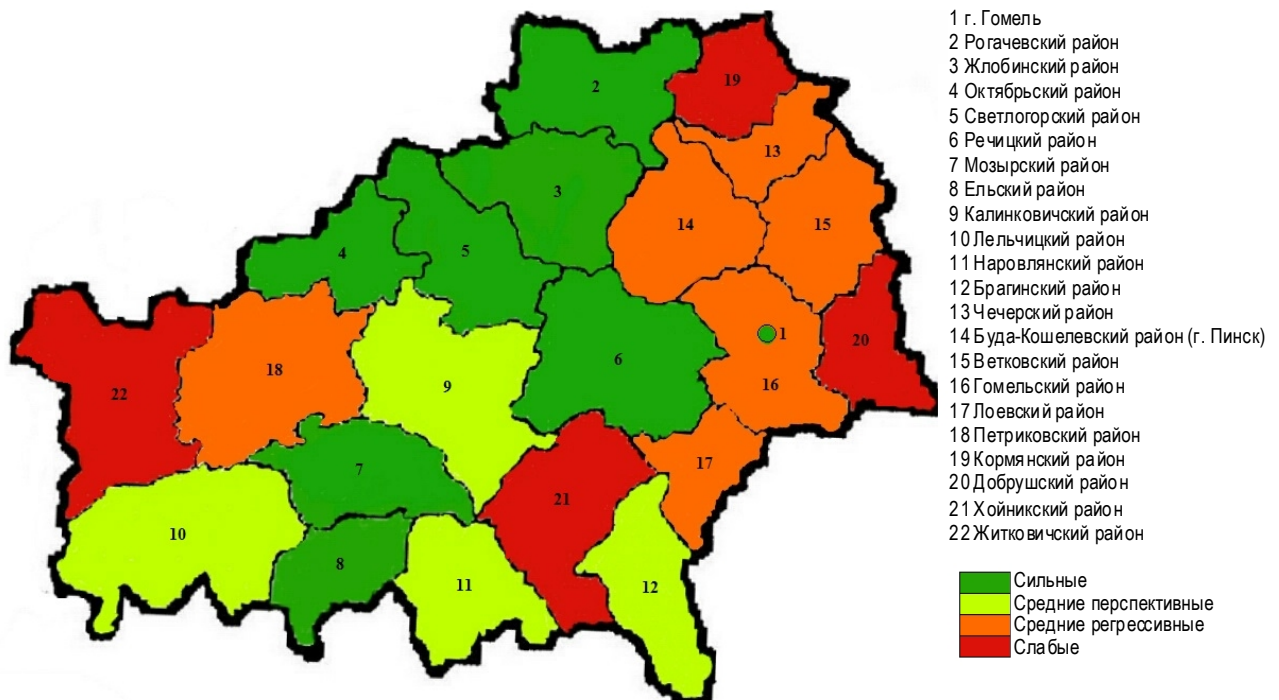 1 г. Гомель
2 Рогачевский район
3 Жлобинский район
4 Октябрьский район
5 Светлогорский район
6 Речицкий район
7 Мозырский район
8 Ельский район
9 Калинковичский район
10 Лельчицкий район
11 Наровлянский район
12 Брагинский район
13 Чечерский район
14 Буда-Кошелевский район (г. Пинск)
15 Ветковский район
16 Гомельский район
17 Лоевский район
18 Петриковский район
19 Кормянский район
20 Добрушский район
21 Хойникский район
22 Житковичский район
Сильные
Средние перспективные
Средние регрессивные
Слабые
2
19
13
3
14
15
4
5
1
20
6
18
9
16
22
7
17
21
10
8
11
12